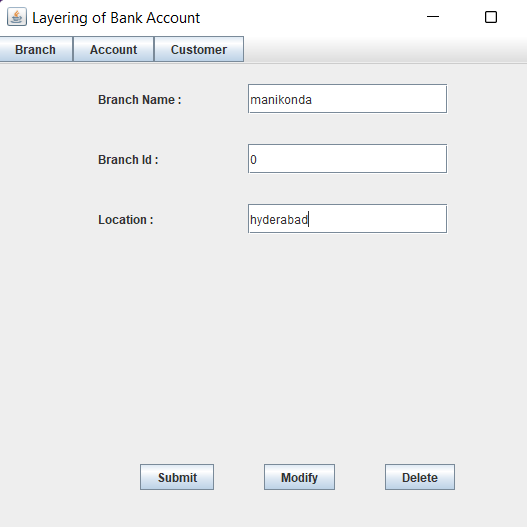 Layering of Bank Account
Branch Account Customer
Branch Name : manikonda
Branch Id : 0
Location : hyderabad
Submit Modify Delete